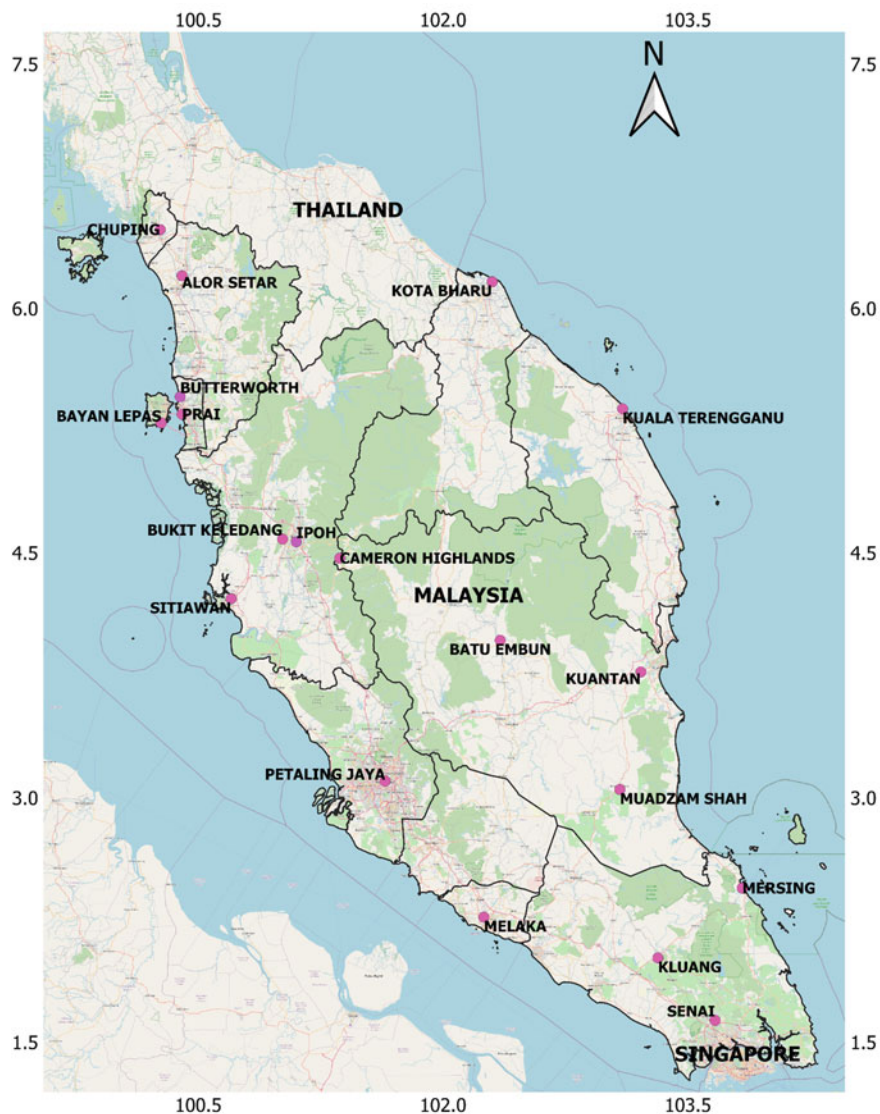 100.5 102.0 103.5
7.5 N 7.5
THAILAND
CHUPING
ALOR SETAR
KOTA BHARU
6.0 6.0
BUTTERWORTH
BAYAN LEPAS PRAI
KUALA TERENGGANU
BUKIT KELEDANG IPOH
4.5 CAMERON HIGHLANDS 4.5
MALAYSIA
SITIAWAN
BATU EMBUN
KUANTAN
PETALING JAYA
3.0 MUADZAM SHAH 3.0
MERSING
MELAKA
KLUANG
SENAI
1.5 SINGAPORE 1.5
100.5 102.0 103.5